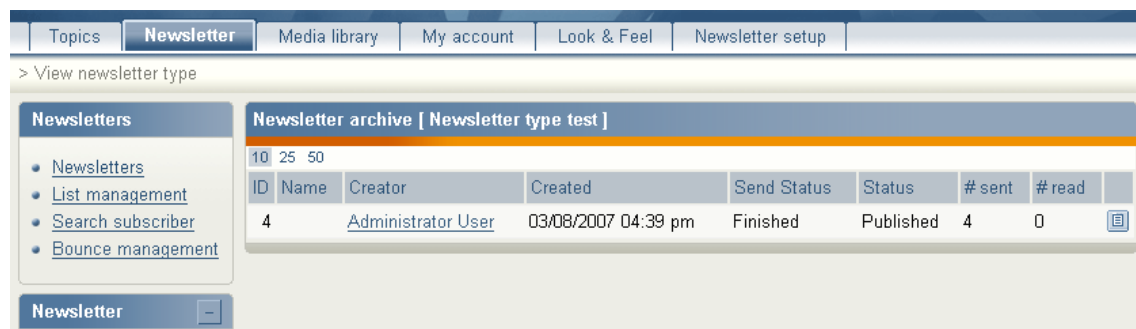 Topics Newsletter Media library My account Look & Feel Newsletter setup
> View newsletter type
Newsletters
Newsletters
List management
Search subscriber
Bounce management
Newsletter
Newsletter archive [ Newsletter type test ]
10 25 50
ID Name Creator Created Send Status Status # sent # read
4 Administrator User 03/08/2007 04:39 pm Finished Published 4 0